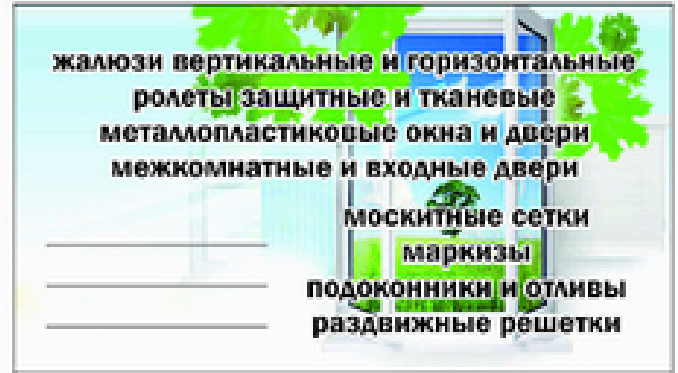 жалюзи вертикальные и горизонтальные
ролеты защитные и тканевые
металлопластиковые окна и двери
межкомнатные и входные двери
москитные сетки
маркизы
подоконники и отливы
раздвижные решетки